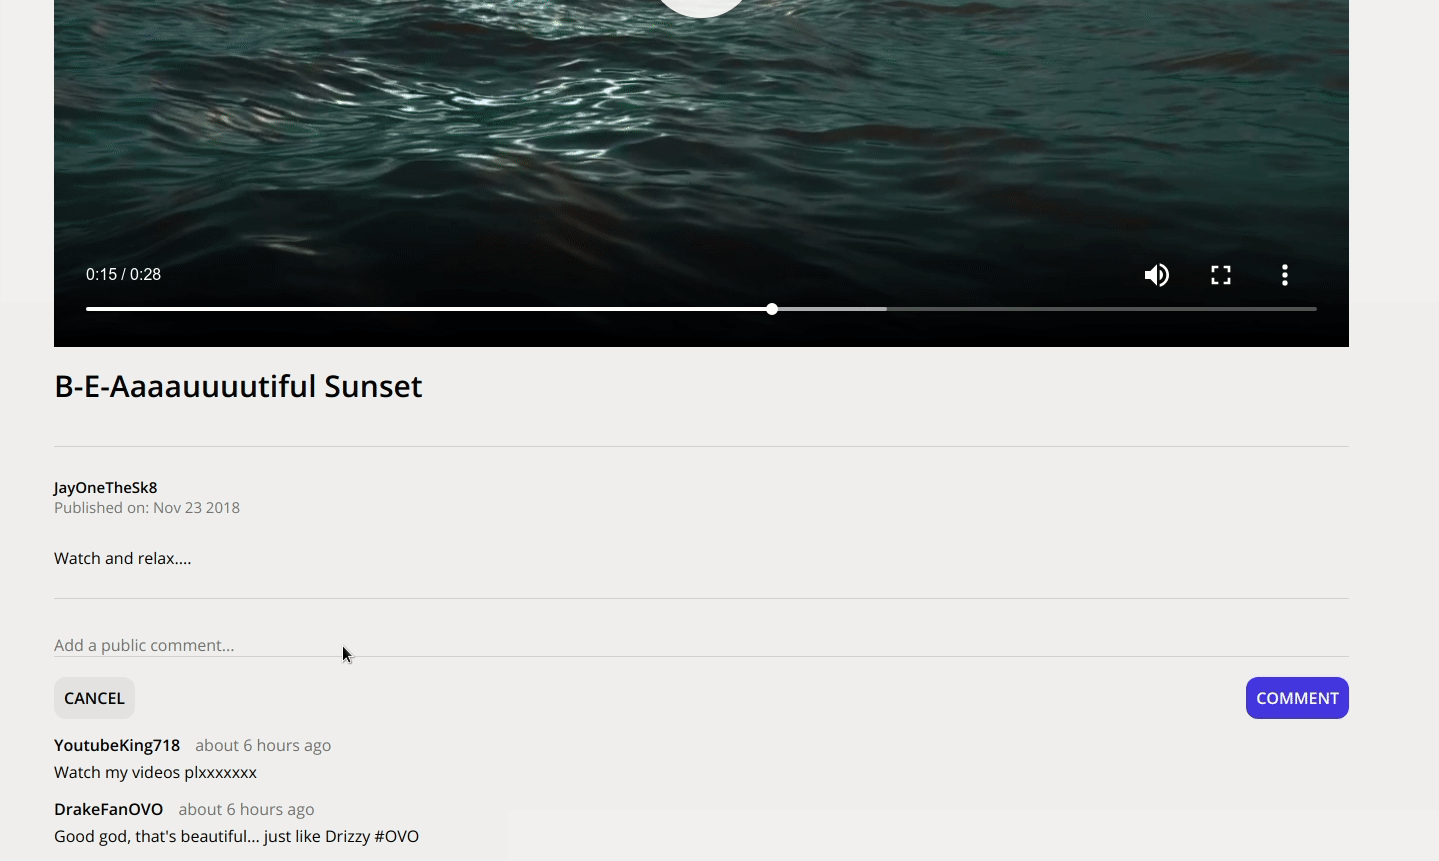 0:15 / 0:28
B-E-Aaaauuuutiful Sunset
JayOneTheSk8
Published on: Nov 23 2018
Watch and relax....
Add a public comment...
CANCEL
COMMENT
YoutubeKing718 about 6 hours ago
Watch my videos plxxxxxxx
DrakeFanOVO about 6 hours ago
Good god, that's beautiful... just like Drizzy #OVO